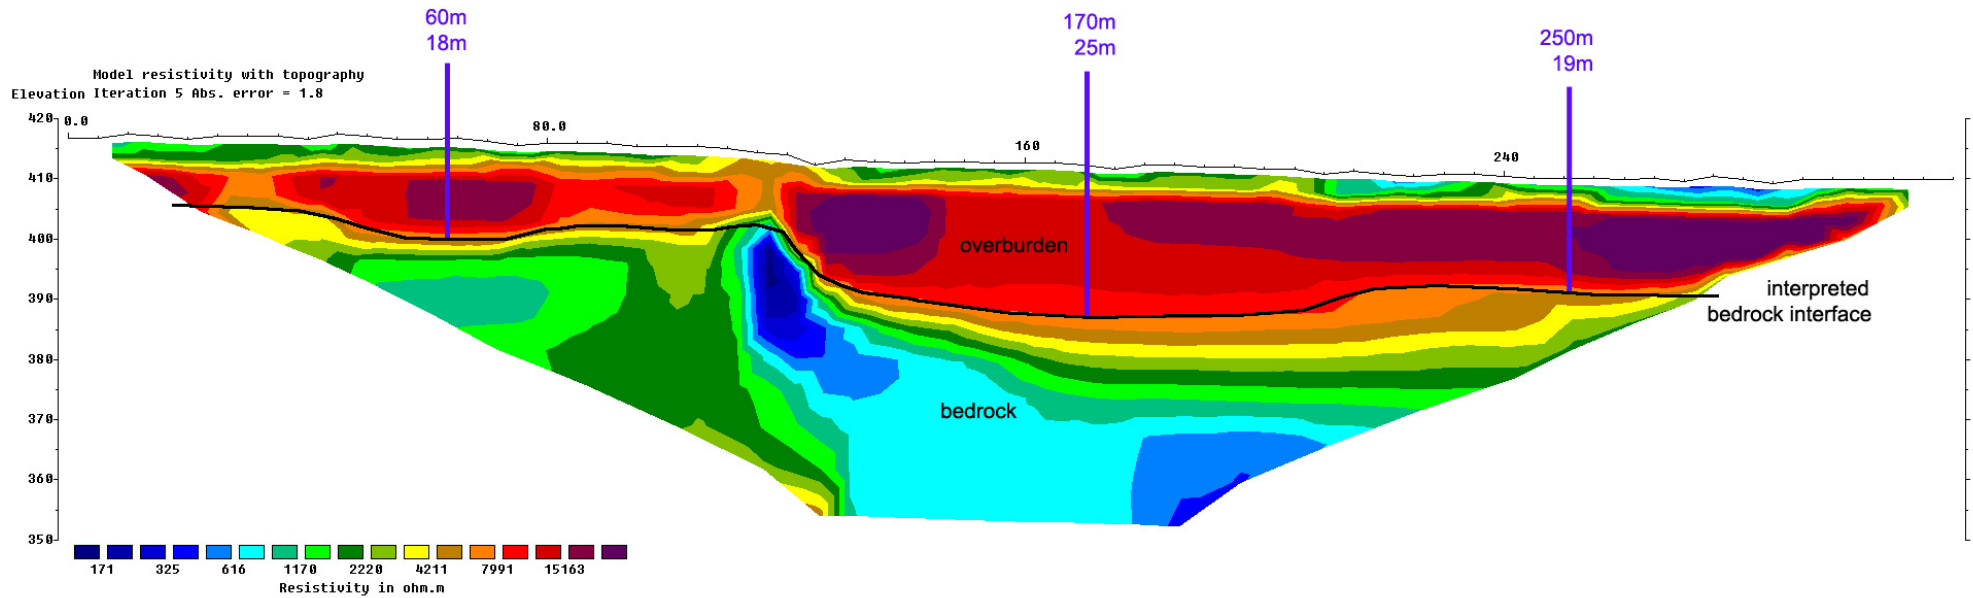 60m
18m
170m
25m
250m
19m
Model resistivity with topography
Elevation Iteration 5 Abs. error = 1.8
420
0.0
80.0
160
240
410
400
390
380
370
360
350
overburden
interpreted
bedrock interface
bedrock
171 325 616 1170 2220 4211 7991 15163
Resistivity in ohm.m